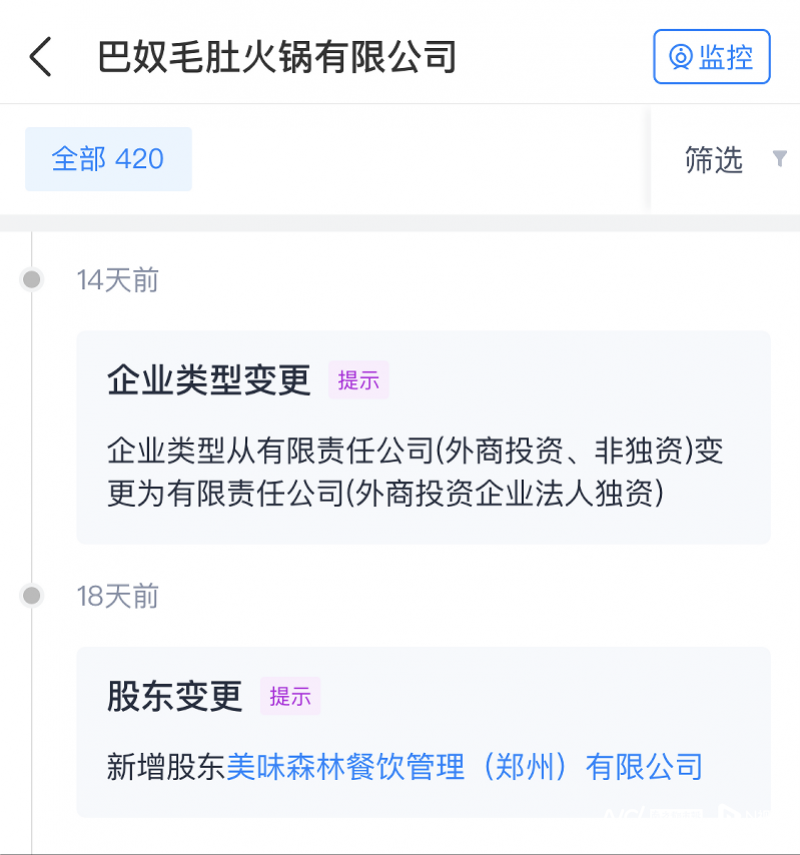 巴奴毛肚火锅有限公司
监控
全部 420
筛选
14天前
企业类型变更 提示
企业类型从有限责任公司(外商投资、非独资)变
更为有限责任公司(外商投资企业法人独资)
18天前
股东变更 提示
新增股东美味森林餐饮管理（郑州）有限公司